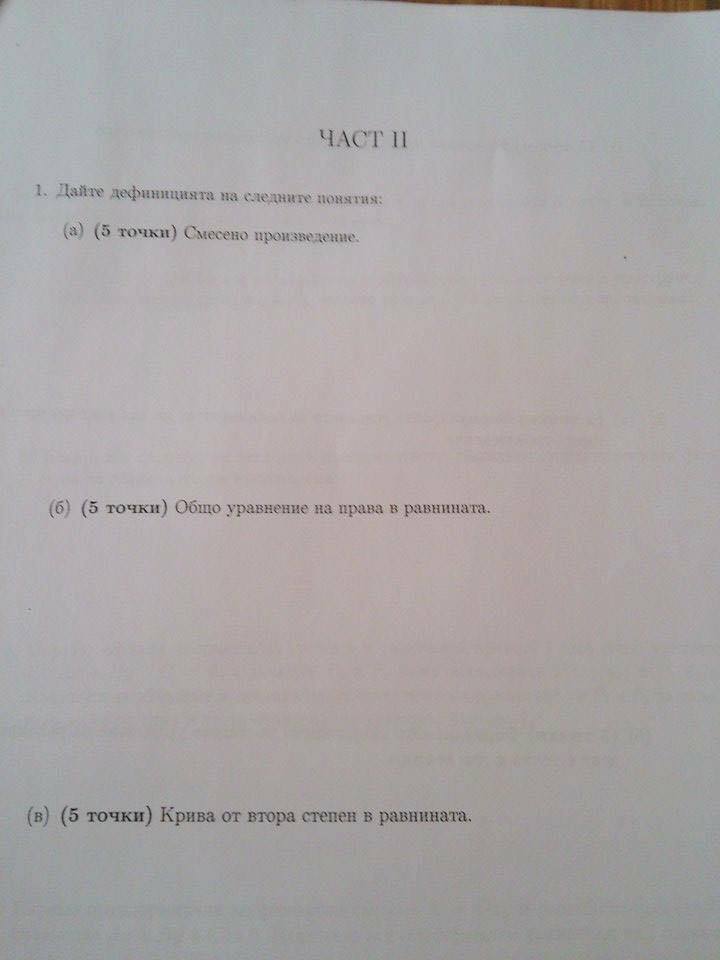 ЧАСТ II
1. Дайте дефиницията на следните понятия:
(а) (5 точки) Смесено произведение.
(б) (5 точки) Общо уравнение на права в равнината.
(в) (5 точки) Крива от втора степен в равнината.